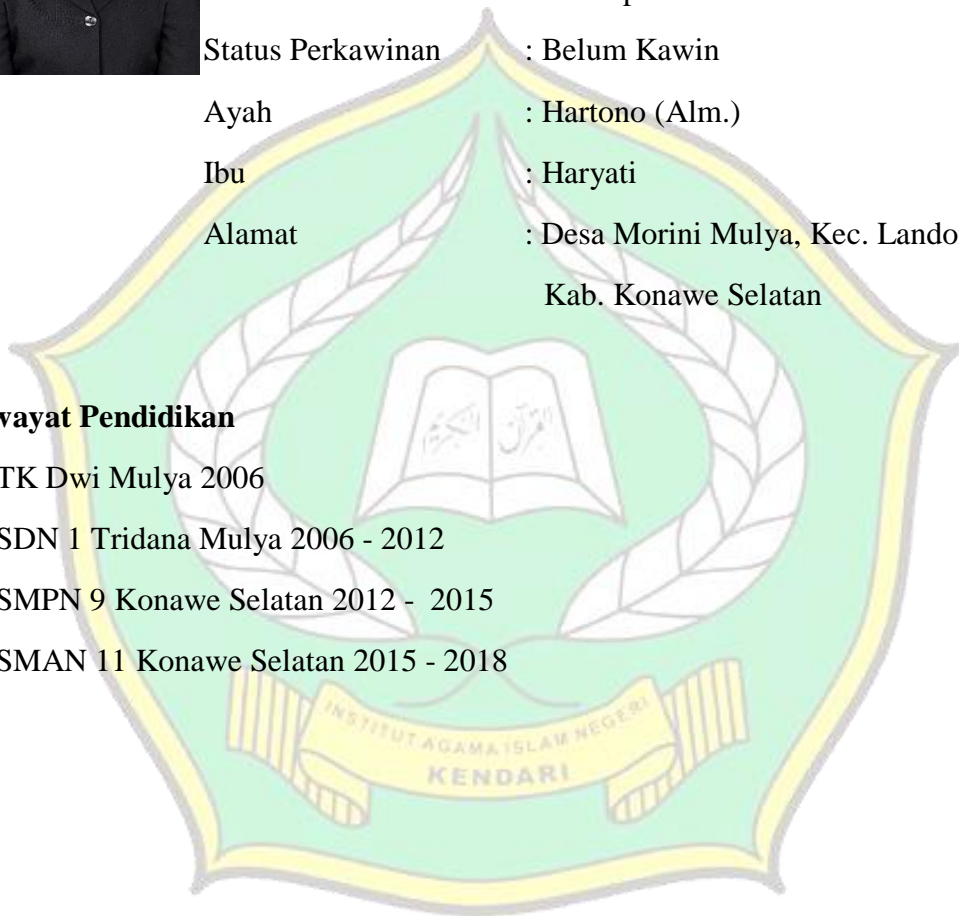 Status Perkawinan : Belum Kawin
Ayah : Hartono (Alm.)
Ibu : Haryati
Alamat : Desa Morini Mulya, Kec. Lando
Kab. Konawe Selatan
القرآن الكريم
wayat Pendidikan
TK Dwi Mulya 2006
SDN 1 Tridana Mulya 2006 - 2012
SMPN 9 Konawe Selatan 2012 - 2015
SMAN 11 Konawe Selatan 2015 - 2018
INSTITUT AGAMA ISLAM NEGERI
KENDARI